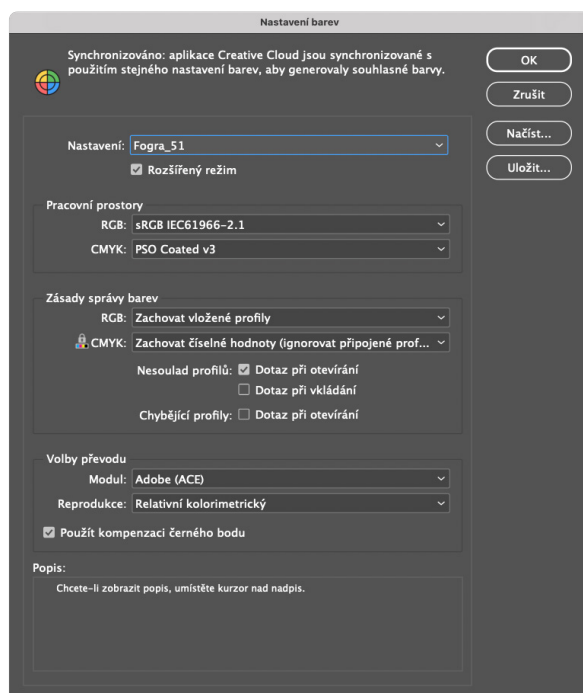 Nastavení barev
Synchronizováno: aplikace Creative Cloud jsou synchronizované s
použitím stejného nastavení barev, aby generovaly souhlasné barvy.
OK
Zrušit
Načíst...
Uložit...
Nastavení: Fogra_51
Rozšířený režim
Pracovní prostory
RGB: sRGB IEC61966-2.1
CMYK: PSO Coated v3
Zásady správy barev
RGB: Zachovat vložené profily
CMYK: Zachovat číselné hodnoty (ignorovat připojené prof...
Nesoulad profilů: Dotaz při otevírání
Dotaz při vkládání
Chybějící profily: Dotaz při otevírání
Volby převodu
Modul: Adobe (ACE)
Reprodukce: Relativní kolorimetrický
Použít kompenzaci černého bodu
Popis:
Chcete-li zobrazit popis, umístěte kurzor nad nadpis.